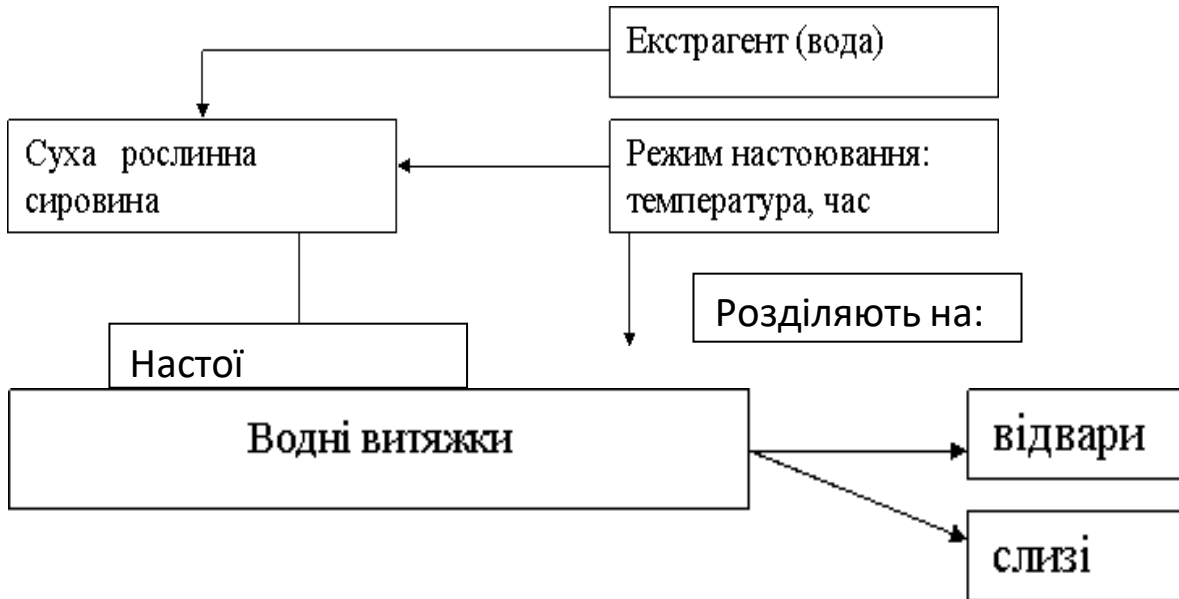 Екстрагент (вода)
Суха рослинна
сировина
Режим настоювання:
температура, час
Розділяють на:
Настої
Водні витяжки
відвари
слизі